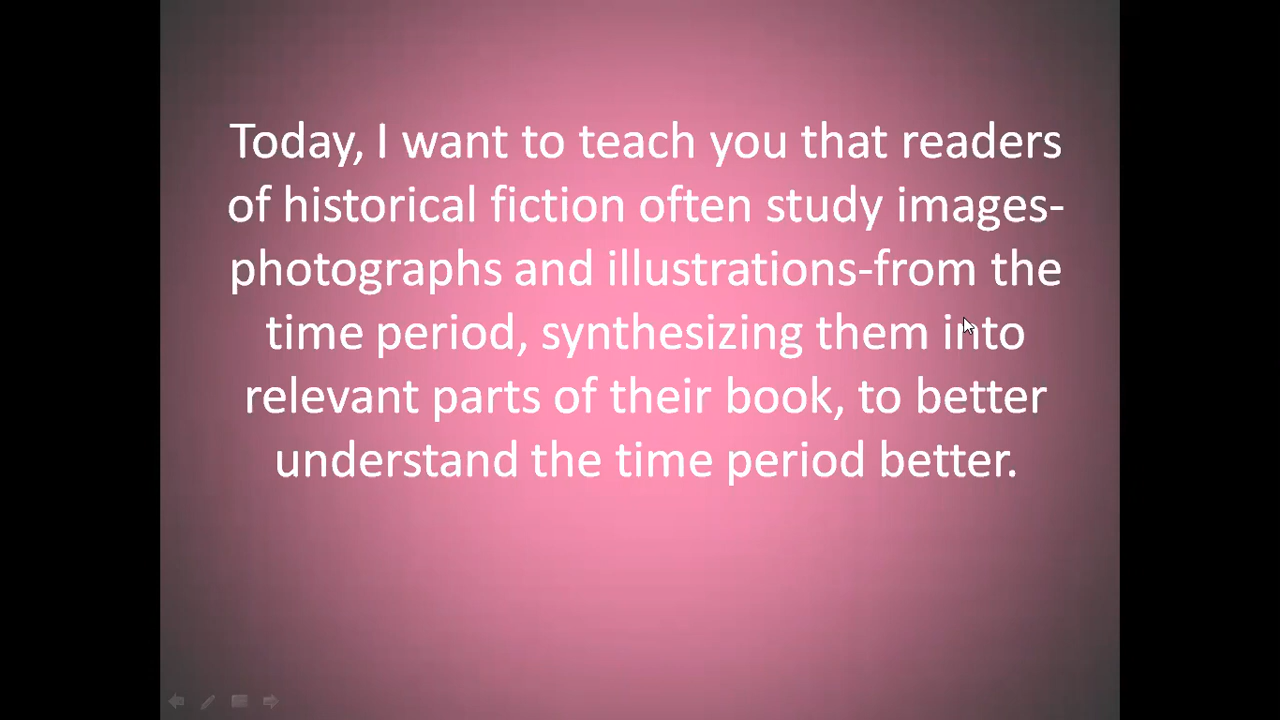 Today, I want to teach you that readers
of historical fiction often study images-
photographs and illustrations-from the
time period, synthesizing them into
relevant parts of their book, to better
understand the time period better.